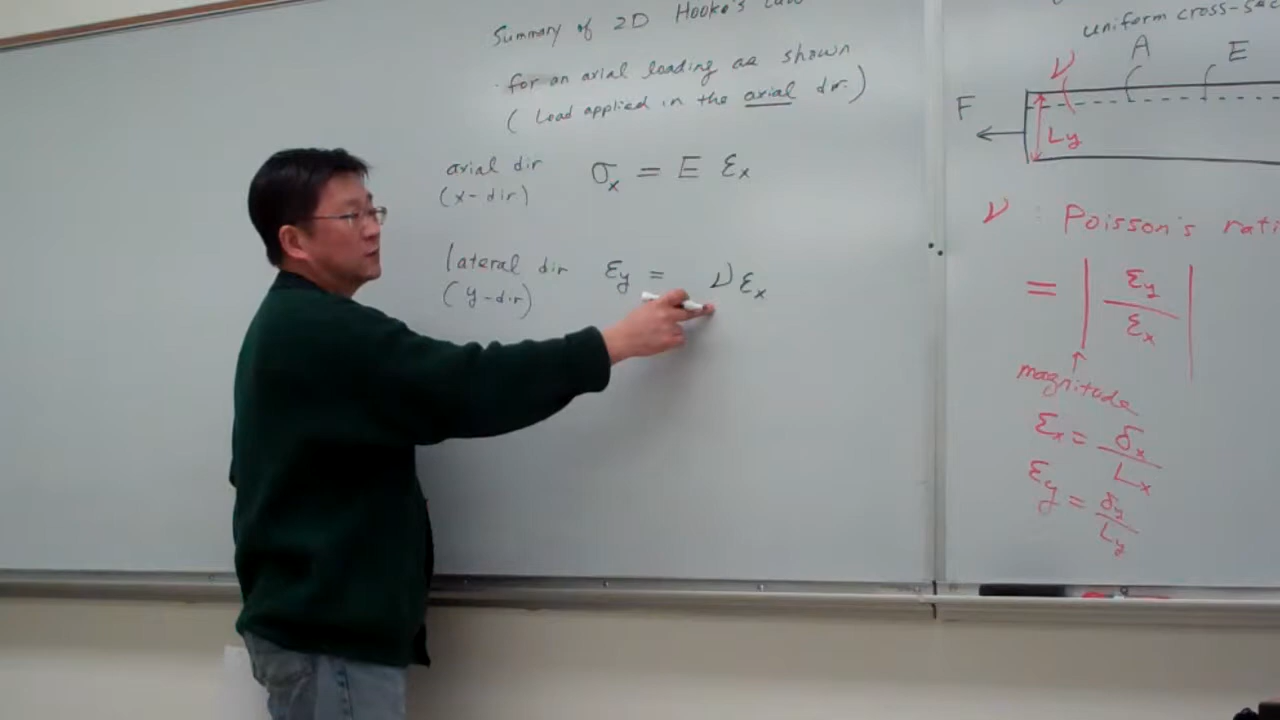 Summary of 2D Hooke's Law
· for an axial loading as shown
( Load applied in the axial dir. )
axial dir σx = E εx
(x-dir)
lateral dir εy = ν εx
(y-dir)
uniform cross-sec
ν A E
F
Ly
ν : Poisson's rati
= | εy / εx |
↑
magnitude
εx = δx / Lx
εy = δy / Ly